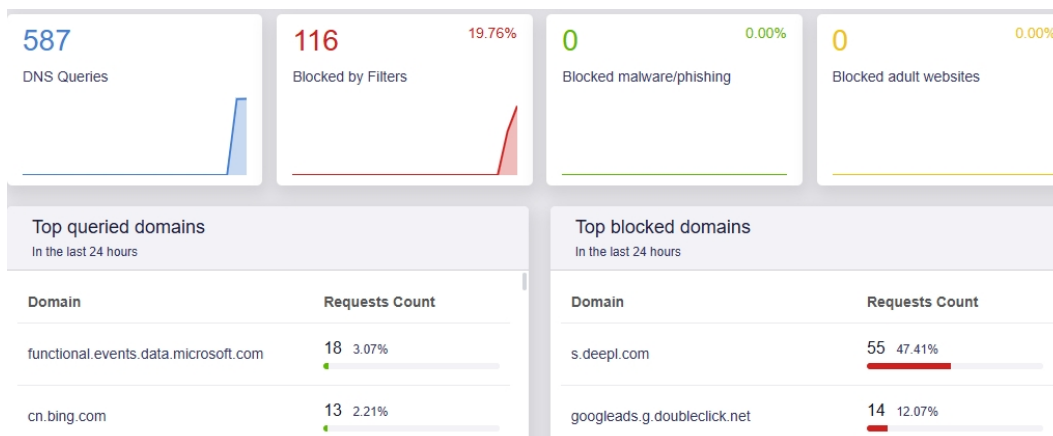 587
DNS Queries
116
19.76%
Blocked by Filters
0
0.00%
Blocked malware/phishing
0
0.00%
Blocked adult websites
Top queried domains
In the last 24 hours
Domain Requests Count
functional.events.data.microsoft.com 18 3.07%
cn.bing.com 13 2.21%
Top blocked domains
In the last 24 hours
Domain Requests Count
s.deepl.com 55 47.41%
googleads.g.doubleclick.net 14 12.07%